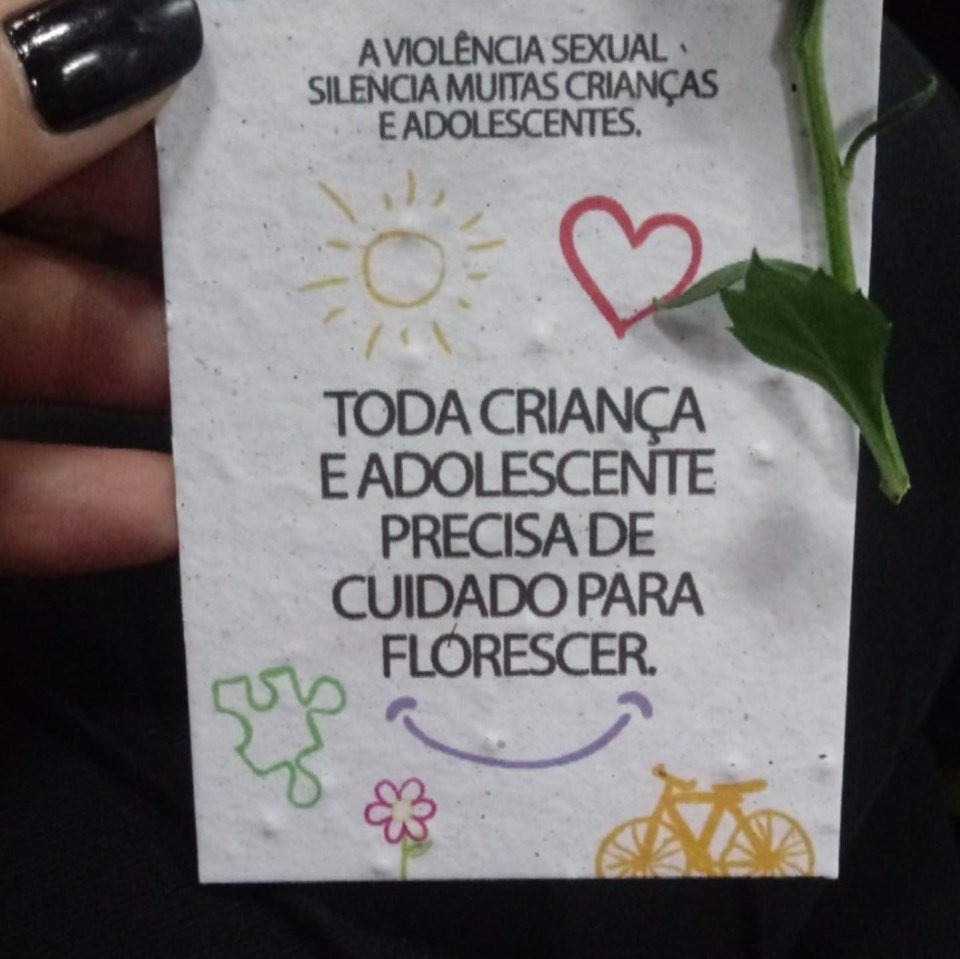 A VIOLÊNCIA SEXUAL
SILENCIA MUITAS CRIANÇAS
E ADOLESCENTES.
TODA CRIANÇA
E ADOLESCENTE
PRECISA DE
CUIDADO PARA
FLORESCER.